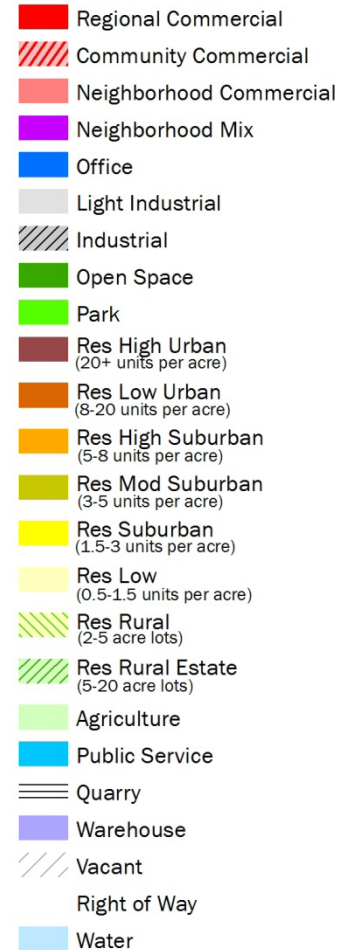 Regional Commercial
Community Commercial
Neighborhood Commercial
Neighborhood Mix
Office
Light Industrial
Industrial
Open Space
Park
Res High Urban
(20+ units per acre)
Res Low Urban
(8-20 units per acre)
Res High Suburban
(5-8 units per acre)
Res Mod Suburban
(3-5 units per acre)
Res Suburban
(1.5-3 units per acre)
Res Low
(0.5-1.5 units per acre)
Res Rural
(2-5 acre lots)
Res Rural Estate
(5-20 acre lots)
Agriculture
Public Service
Quarry
Warehouse
Vacant
Right of Way
Water